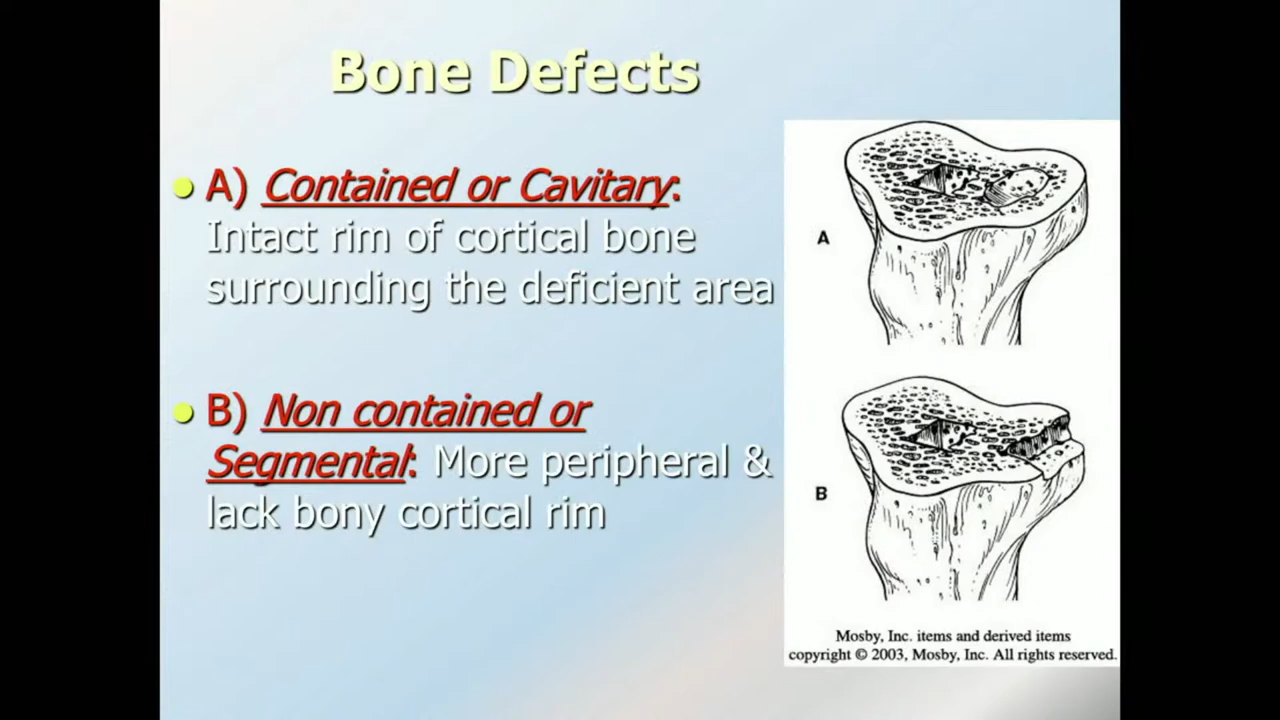 Bone Defects
A) Contained or Cavitary:
Intact rim of cortical bone
surrounding the deficient area
B) Non contained or
Segmental: More peripheral &
lack bony cortical rim
A
B
Mosby, Inc. items and derived items
copyright © 2003, Mosby, Inc. All rights reserved.